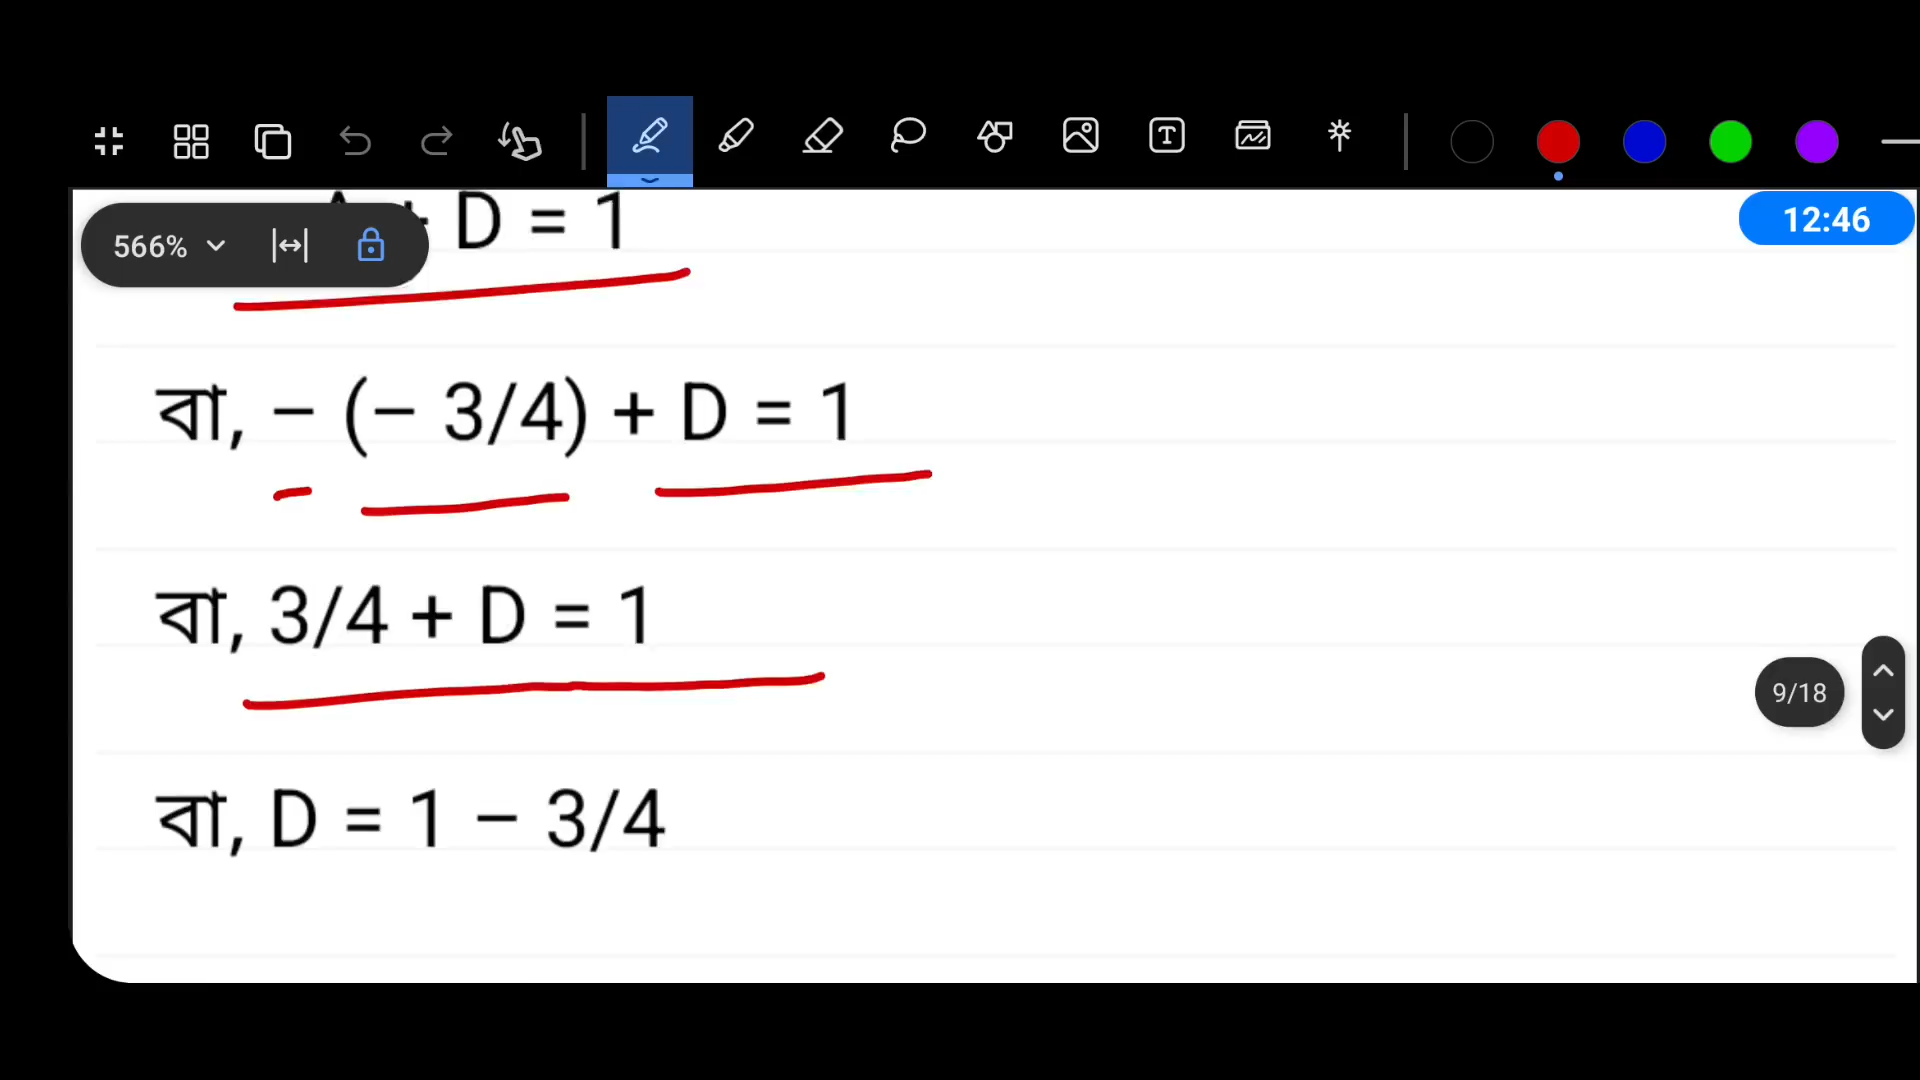 + D = 1
566%
12:46
বা, – (– 3/4) + D = 1
বা, 3/4 + D = 1
9/18
বা, D = 1 – 3/4